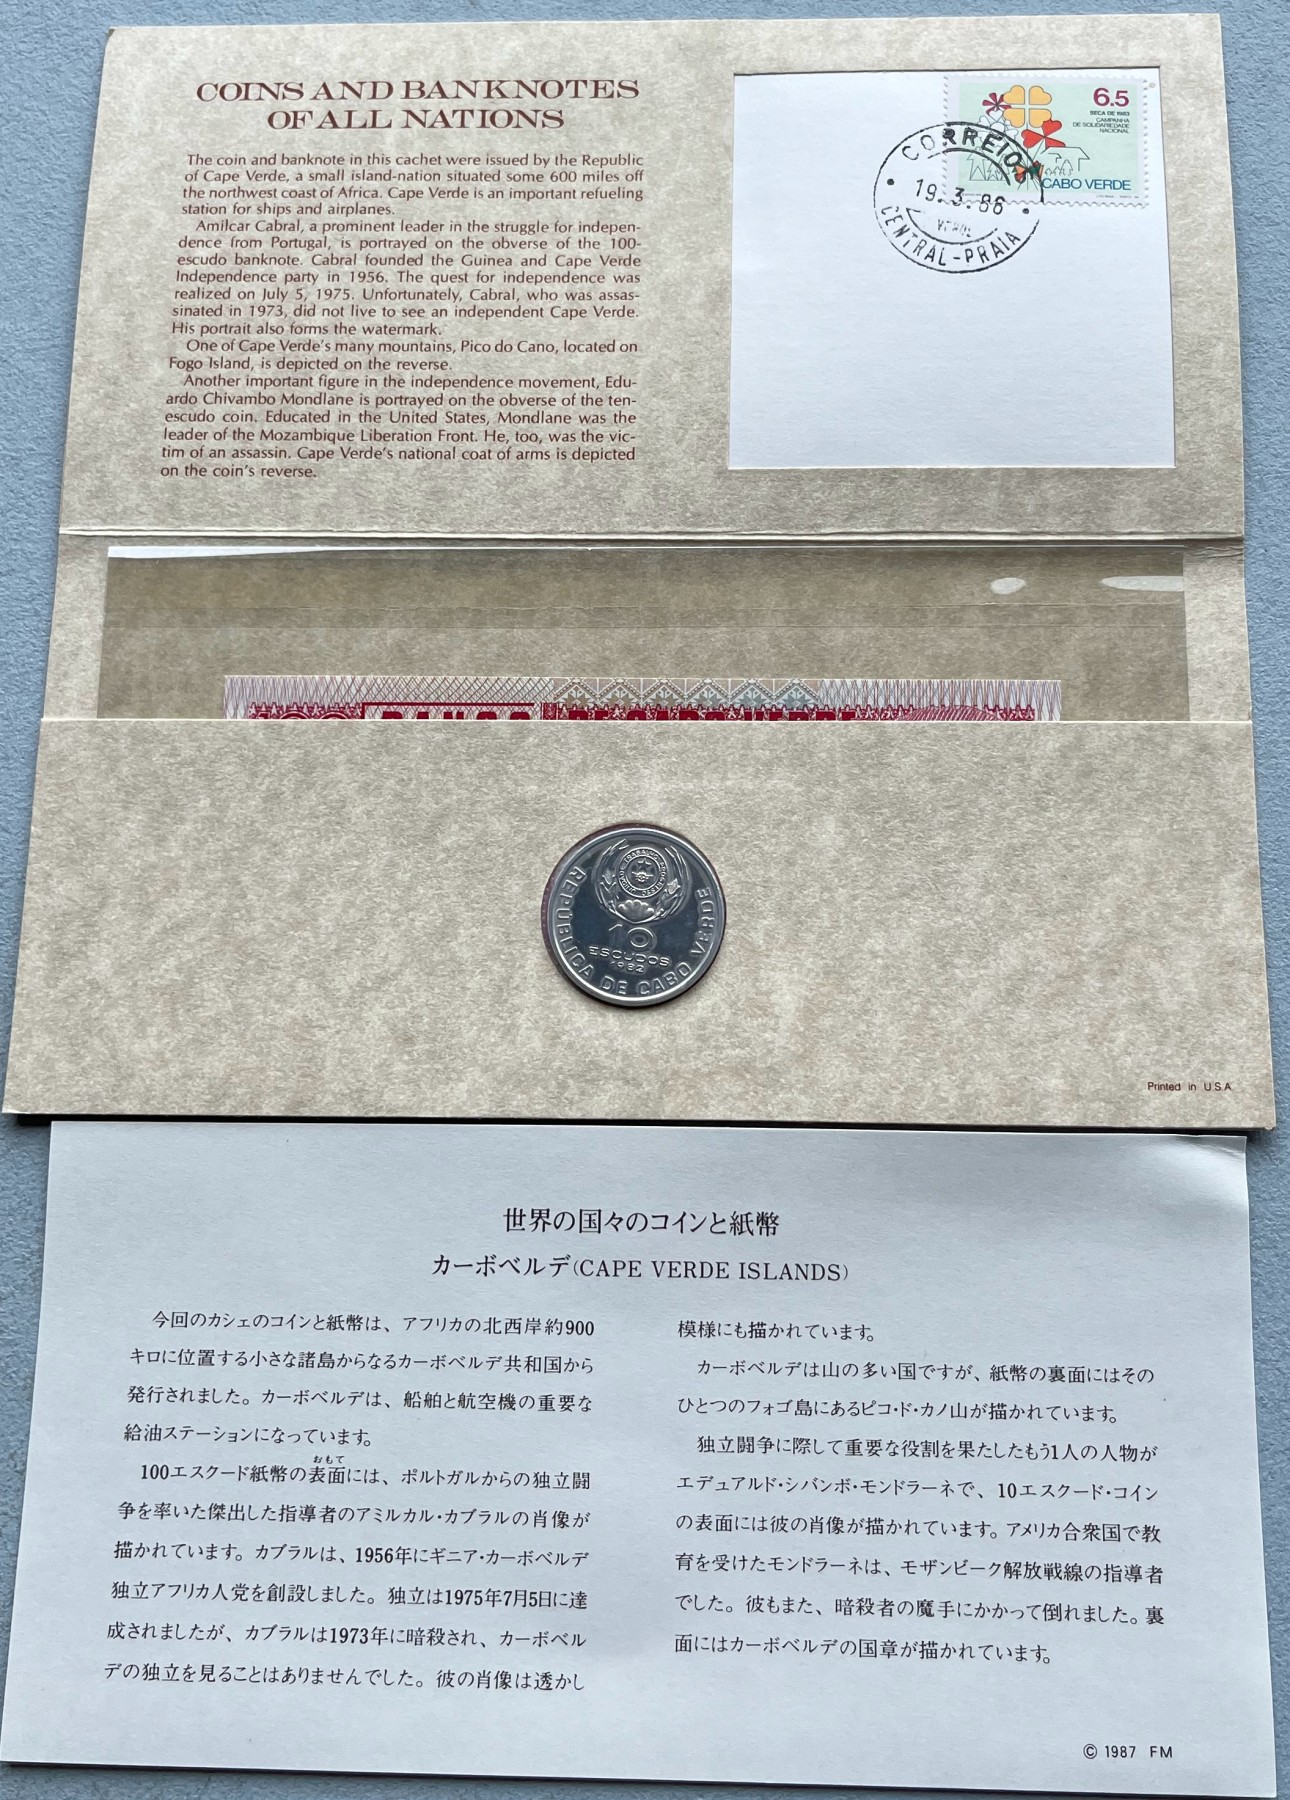 COINS AND BANKNOTES
OF ALL NATIONS
The coin and banknote in this cachet were issued by the Republic
of Cape Verde, a small island-nation situated some 600 miles off
the northwest coast of Africa. Cape Verde is an important refueling
station for ships and airplanes.
Amilcar Cabral, a prominent leader in the struggle for indepen-
dence from Portugal, is portrayed on the obverse of the 100-
escudo banknote. Cabral founded the Guinea and Cape Verde
Independence party in 1956. The quest for independence was
realized on July 5, 1975. Unfortunately, Cabral, who was assas-
sinated in 1973, did not live to see an independent Cape Verde.
His portrait also forms the watermark.
One of Cape Verde's many mountains, Pico do Cano, located on
Fogo Island, is depicted on the reverse.
Another important figure in the independence movement, Edu-
ardo Chivambo Mondlane is portrayed on the obverse of the ten-
escudo coin. Educated in the United States, Mondlane was the
leader of the Mozambique Liberation Front. He, too, was the vic-
tim of an assassin. Cape Verde's national coat of arms is depicted
on the coin's reverse.
6.5
SECA DE 1983
CAMPANHA
DE SOLIDARIEDADE
NACIONAL
CABO VERDE
CORREIO
19.3.86
CENTRAL-PRAIA
100 BANCO DE CABO VERDE
UNIDADE TRABALHO PROGRESSO
10
ESCUDOS
1982
REPÚBLICA DE CABO VERDE
Printed in U.S.A
世界の国々のコインと紙幣
カーボベルデ(CAPE VERDE ISLANDS)
今回のカシェのコインと紙幣は、アフリカの北西岸約900
キロに位置する小さな諸島からなるカーボベルデ共和国から
発行されました。カーボベルデは、船舶と航空機の重要な
給油ステーションになっています。
おもて
100エスクード紙幣の表面には、ポルトガルからの独立闘
争を率いた傑出した指導者のアミルカル・カブラルの肖像が
描かれています。カブラルは、1956年にギニア・カーボベルデ
独立アフリカ人党を創設しました。独立は1975年7月5日に達
成されましたが、カブラルは1973年に暗殺され、カーボベル
デの独立を見ることはありませんでした。彼の肖像は透かし
模様にも描かれています。
カーボベルデは山の多い国ですが、紙幣の裏面にはその
ひとつのフォゴ島にあるピコ・ド・カノ山が描かれています。
独立闘争に際して重要な役割を果たしたもう1人の人物が
エデュアルド・シバンボ・モンドラーネで、10エスクード・コイン
の表面には彼の肖像が描かれています。アメリカ合衆国で教
育を受けたモンドラーネは、モザンビーク解放戦線の指導者
でした。彼もまた、暗殺者の魔手にかかって倒れました。裏
面にはカーボベルデの国章が描かれています。
© 1987 FM